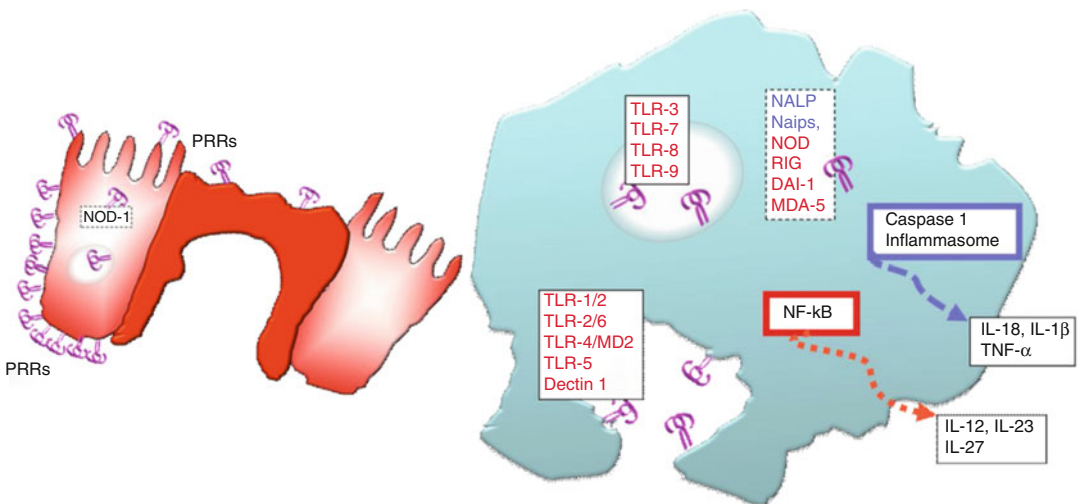 PRRs
NOD-1
PRRs
TLR-3
TLR-7
TLR-8
TLR-9
NALP
Naips,
NOD
RIG
DAI-1
MDA-5
Caspase 1
Inflammasome
TLR-1/2
TLR-2/6
TLR-4/MD2
TLR-5
Dectin 1
NF-kB
IL-18, IL-1β
TNF-α
IL-12, IL-23
IL-27